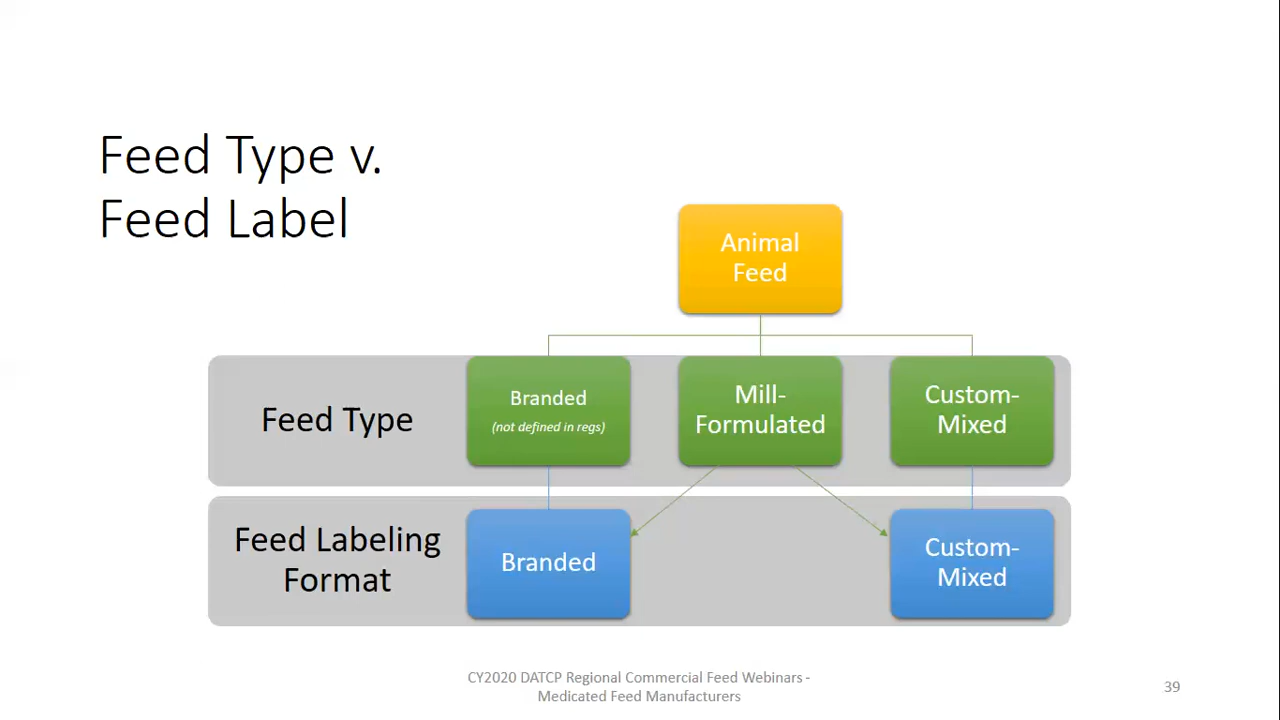 Feed Type v.
Feed Label
Animal
Feed
Feed Type
Branded
(not defined in regs)
Mill-
Formulated
Custom-
Mixed
Feed Labeling
Format
Branded
Custom-
Mixed
CY2020 DATCP Regional Commercial Feed Webinars -
Medicated Feed Manufacturers
39